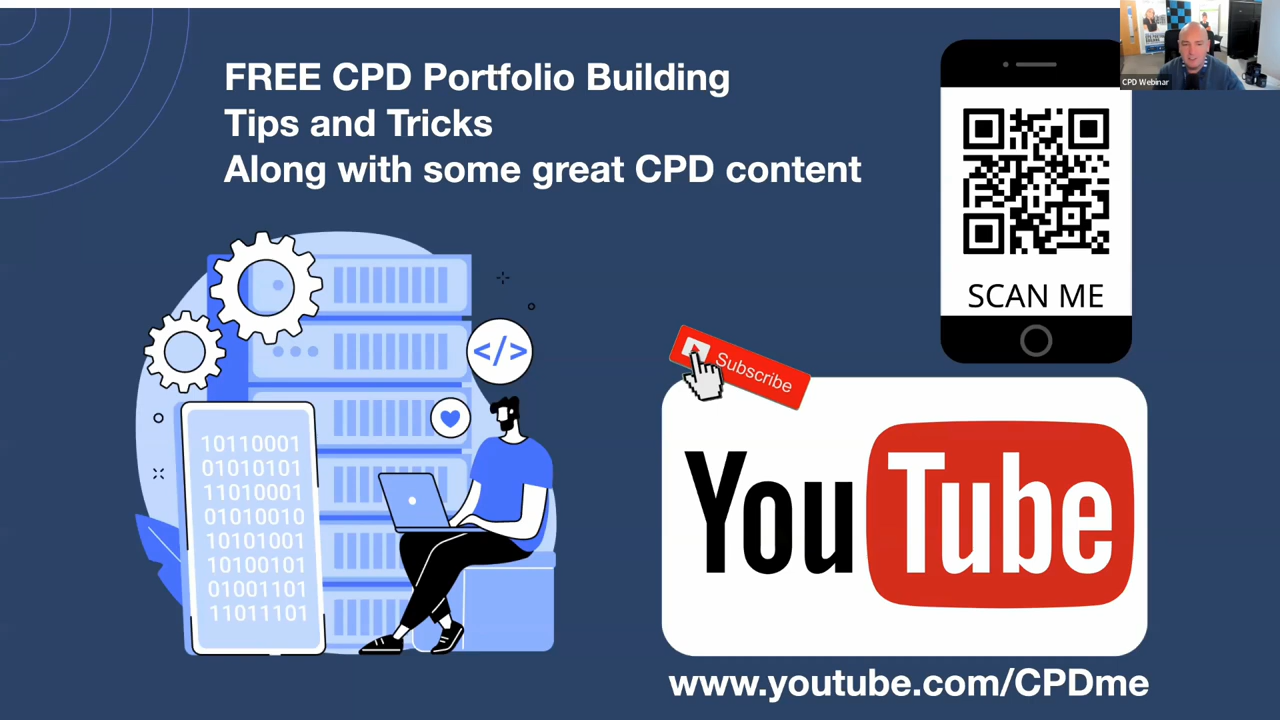 FREE CPD Portfolio Building
Tips and Tricks
Along with some great CPD content
CPD Webinar
SCAN ME
</>
Subscribe
10110001
01010101
11010001
01010010
10101001
10100101
01001101
11011101
YouTube
www.youtube.com/CPDme